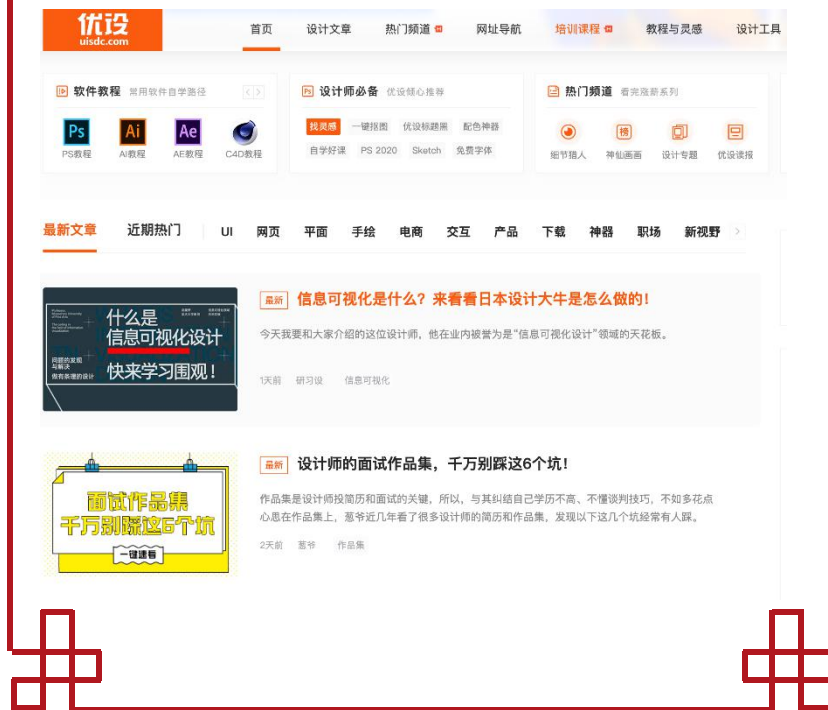 优设
uisdc.com
首页 设计文章 热门频道 网址导航 培训课程 教程与灵感 设计工具
软件教程 常用软件自学路径
Ps Ai Ae
PS教程 AI教程 AE教程 C4D教程
设计师必备 优设倾心推荐
找灵感 一键抠图 优设标题黑 配色神器
自学好课 PS 2020 Sketch 免费字体
热门频道 看完涨薪系列
榜
细节猎人 神仙画画 设计专题 优设读报
最新文章 近期热门 UI 网页 平面 手绘 电商 交互 产品 下载 神器 职场 新视野
什么是
信息可视化设计
问题的发现
与解决
做有条理的设计
快来学习围观！
最新 信息可视化是什么？来看看日本设计大牛是怎么做的！
今天我要和大家介绍的这位设计师，他在业内被誉为是“信息可视化设计”领域的天花板。
1天前 研习设 信息可视化
面试作品集
千万别踩这6个坑
一键速看
最新 设计师的面试作品集，千万别踩这6个坑！
作品集是设计师投简历和面试的关键，所以，与其纠结自己学历不高、不懂谈判技巧，不如多花点
心思在作品集上，葱爷近几年看了很多设计师的简历和作品集，发现以下这几个坑经常有人踩。
2天前 葱爷 作品集